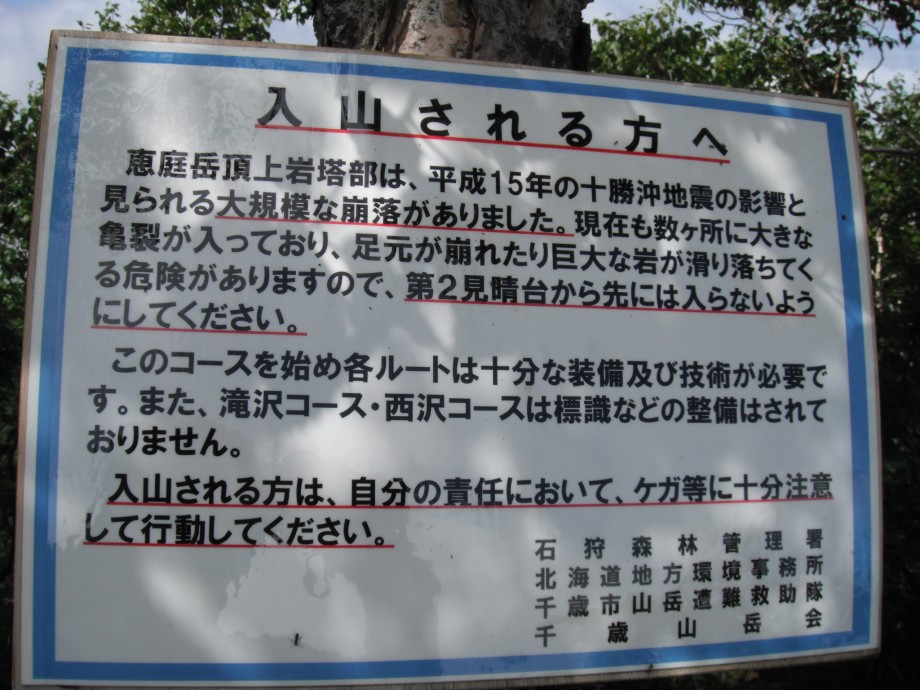 入山される方へ
恵庭岳頂上岩塔部は、平成15年の十勝沖地震の影響と
見られる大規模な崩落がありました。現在も数ヶ所に大きな
亀裂が入っており、足元が崩れたり巨大な岩が滑り落ちてく
る危険がありますので、第2見晴台から先には入らないよう
にしてください。
このコースを始め各ルートは十分な装備及び技術が必要で
す。また、滝沢コース・西沢コースは標識などの整備はされて
おりません。
入山される方は、自分の責任において、ケガ等に十分注意
して行動してください。
石狩森林管理署
北海道地方環境事務所
千歳市山岳遭難救助隊
千歳山岳会